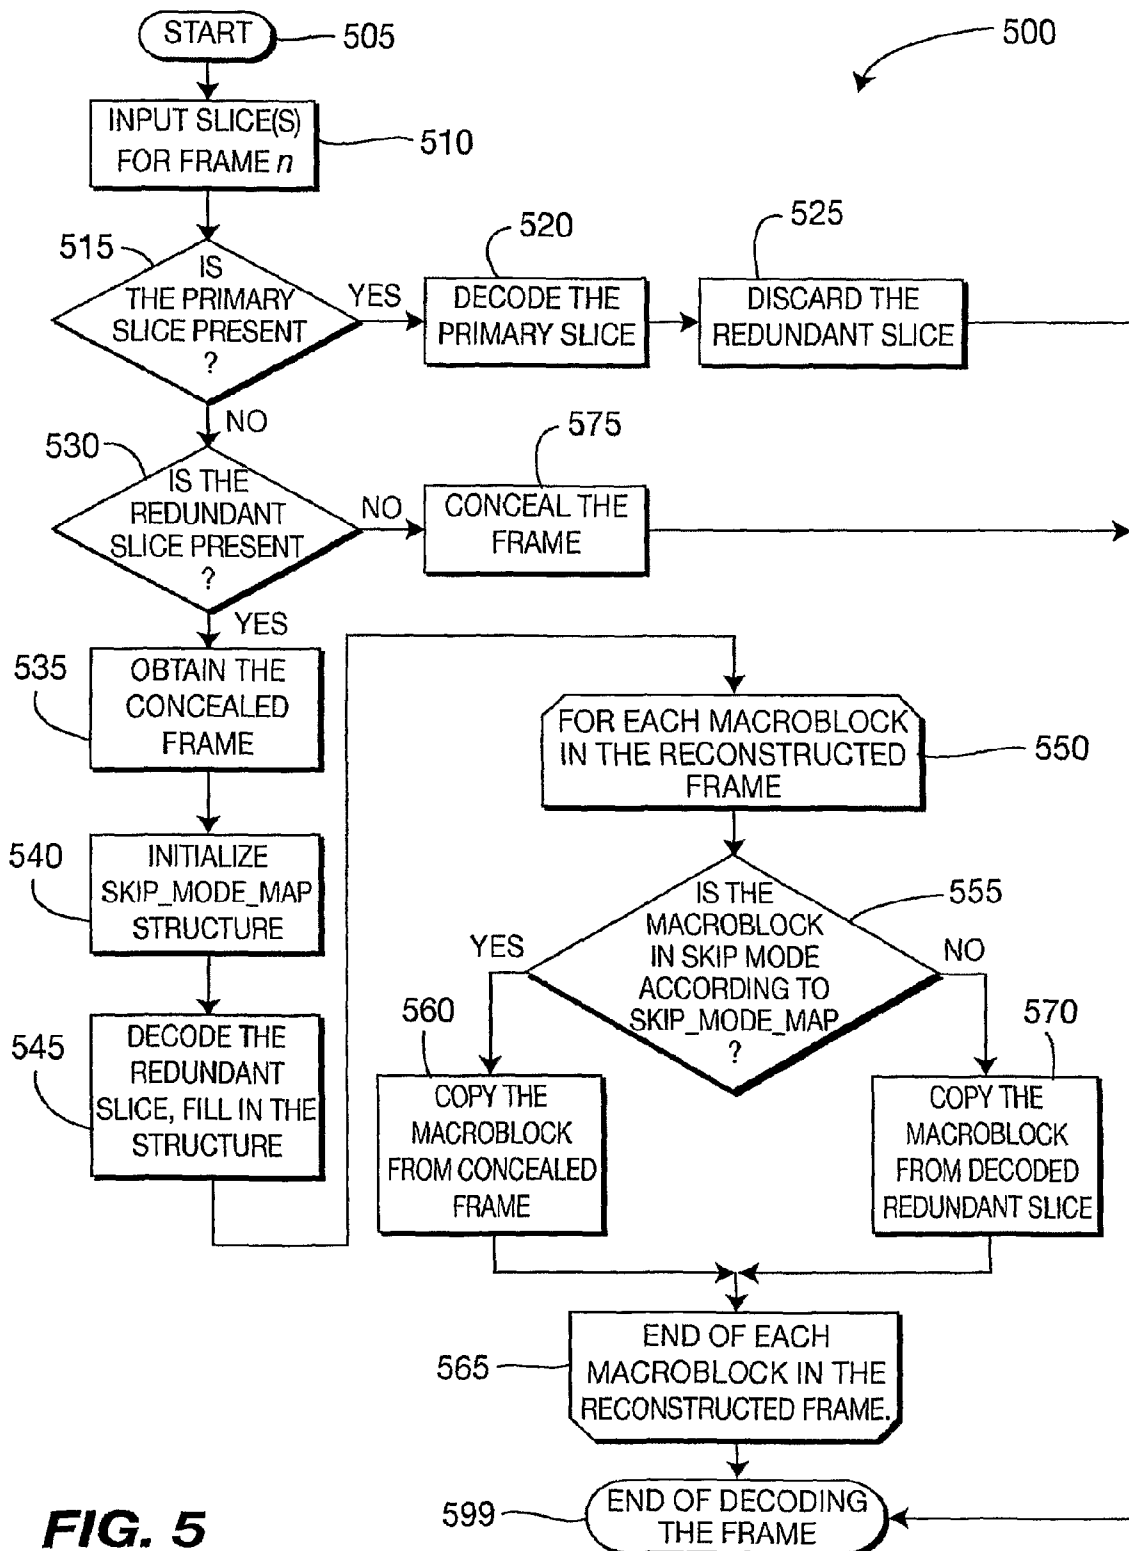 START
505
500
INPUT SLICE(S)
FOR FRAME n
510
515
IS
THE PRIMARY
SLICE PRESENT
?
YES
520
DECODE THE
PRIMARY SLICE
525
DISCARD THE
REDUNDANT SLICE
NO
530
IS THE
REDUNDANT
SLICE PRESENT
?
NO
575
CONCEAL THE
FRAME
YES
535
OBTAIN THE
CONCEALED
FRAME
540
INITIALIZE
SKIP_MODE_MAP
STRUCTURE
545
DECODE THE
REDUNDANT
SLICE, FILL IN THE
STRUCTURE
FOR EACH MACROBLOCK
IN THE RECONSTRUCTED
FRAME
550
IS THE
MACROBLOCK
IN SKIP MODE
ACCORDING TO
SKIP_MODE_MAP
?
555
YES
NO
560
COPY THE
MACROBLOCK
FROM CONCEALED
FRAME
570
COPY THE
MACROBLOCK
FROM DECODED
REDUNDANT SLICE
565
END OF EACH
MACROBLOCK IN THE
RECONSTRUCTED FRAME.
599
END OF DECODING
THE FRAME
FIG. 5